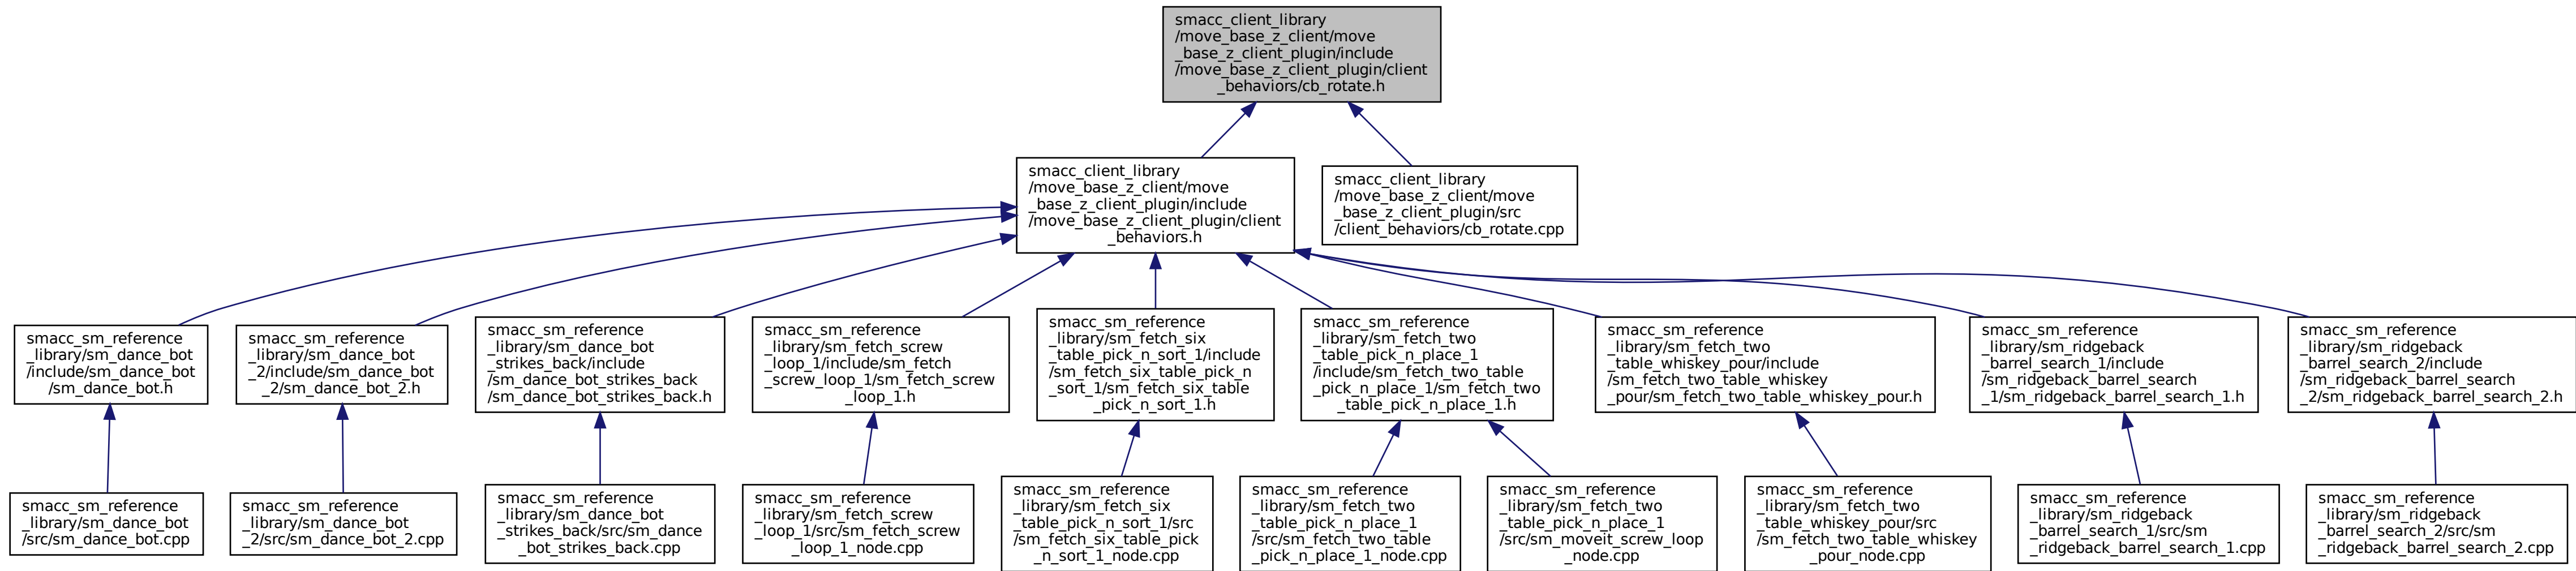 smacc_client_library
/move_base_z_client/move
_base_z_client_plugin/include
/move_base_z_client_plugin/client
_behaviors/cb_rotate.h
smacc_client_library
/move_base_z_client/move
_base_z_client_plugin/include
/move_base_z_client_plugin/client
_behaviors.h
smacc_client_library
/move_base_z_client/move
_base_z_client_plugin/src
/client_behaviors/cb_rotate.cpp
smacc_sm_reference
_library/sm_dance_bot
/include/sm_dance_bot
/sm_dance_bot.h
smacc_sm_reference
_library/sm_dance_bot
_2/include/sm_dance_bot
_2/sm_dance_bot_2.h
smacc_sm_reference
_library/sm_dance_bot
_strikes_back/include
/sm_dance_bot_strikes_back
/sm_dance_bot_strikes_back.h
smacc_sm_reference
_library/sm_fetch_screw
_loop_1/include/sm_fetch
_screw_loop_1/sm_fetch_screw
_loop_1.h
smacc_sm_reference
_library/sm_fetch_six
_table_pick_n_sort_1/include
/sm_fetch_six_table_pick_n
_sort_1/sm_fetch_six_table
_pick_n_sort_1.h
smacc_sm_reference
_library/sm_fetch_two
_table_pick_n_place_1
/include/sm_fetch_two_table
_pick_n_place_1/sm_fetch_two
_table_pick_n_place_1.h
smacc_sm_reference
_library/sm_fetch_two
_table_whiskey_pour/include
/sm_fetch_two_table_whiskey
_pour/sm_fetch_two_table_whiskey_pour.h
smacc_sm_reference
_library/sm_ridgeback
_barrel_search_1/include
/sm_ridgeback_barrel_search
_1/sm_ridgeback_barrel_search_1.h
smacc_sm_reference
_library/sm_ridgeback
_barrel_search_2/include
/sm_ridgeback_barrel_search
_2/sm_ridgeback_barrel_search_2.h
smacc_sm_reference
_library/sm_dance_bot
/src/sm_dance_bot.cpp
smacc_sm_reference
_library/sm_dance_bot
_2/src/sm_dance_bot_2.cpp
smacc_sm_reference
_library/sm_dance_bot
_strikes_back/src/sm_dance
_bot_strikes_back.cpp
smacc_sm_reference
_library/sm_fetch_screw
_loop_1/src/sm_fetch_screw
_loop_1_node.cpp
smacc_sm_reference
_library/sm_fetch_six
_table_pick_n_sort_1/src
/sm_fetch_six_table_pick
_n_sort_1_node.cpp
smacc_sm_reference
_library/sm_fetch_two
_table_pick_n_place_1
/src/sm_fetch_two_table
_pick_n_place_1_node.cpp
smacc_sm_reference
_library/sm_fetch_two
_table_pick_n_place_1
/src/sm_moveit_screw_loop
_node.cpp
smacc_sm_reference
_library/sm_fetch_two
_table_whiskey_pour/src
/sm_fetch_two_table_whiskey
_pour_node.cpp
smacc_sm_reference
_library/sm_ridgeback
_barrel_search_1/src/sm
_ridgeback_barrel_search_1.cpp
smacc_sm_reference
_library/sm_ridgeback
_barrel_search_2/src/sm
_ridgeback_barrel_search_2.cpp